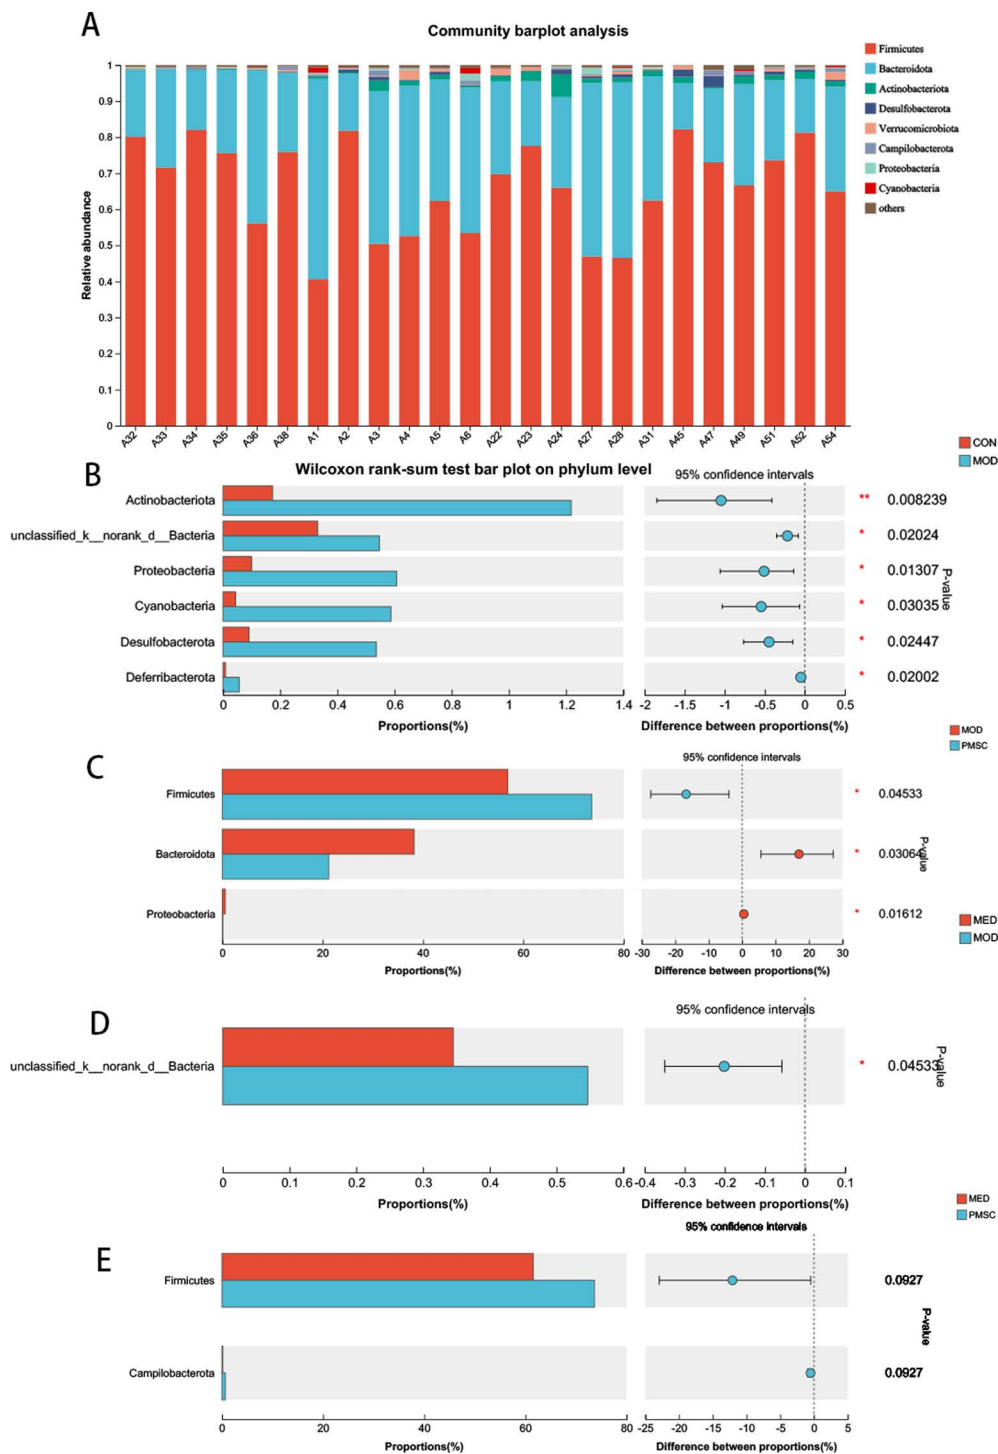 A
Community barplot analysis
Relative abundance
1
0.9
0.8
0.7
0.6
0.5
0.4
0.3
0.2
0.1
0
A32 A33 A34 A35 A36 A38 A1 A2 A3 A4 A5 A6 A22 A23 A24 A27 A28 A31 A45 A47 A49 A51 A52 A54
Firmicutes
Bacteroidota
Actinobacteriota
Desulfobacterota
Verrucomicrobiota
Campilobacterota
Proteobacteria
Cyanobacteria
others
CON
MOD
B
Wilcoxon rank-sum test bar plot on phylum level
95% confidence intervals
Actinobacteriota ** 0.008239
unclassified_k__norank_d__Bacteria * 0.02024
Proteobacteria * 0.01307
Cyanobacteria * 0.03035
Desulfobacterota * 0.02447
Deferribacterota * 0.02002
P-value
0 0.2 0.4 0.6 0.8 1 1.2 1.4 -2 -1.5 -1 -0.5 0 0.5
Proportions(%) Difference between proportions(%)
MOD
PMSC
C
95% confidence intervals
Firmicutes * 0.04533
Bacteroidota * 0.03064
Proteobacteria * 0.01612
P-value
0 20 40 60 80 -30 -20 -10 0 10 20 30
Proportions(%) Difference between proportions(%)
MED
MOD
D
95% confidence intervals
unclassified_k__norank_d__Bacteria * 0.04533
P-value
0 0.1 0.2 0.3 0.4 0.5 0.6 -0.4 -0.3 -0.2 -0.1 0 0.1
Proportions(%) Difference between proportions(%)
MED
PMSC
E
95% confidence intervals
Firmicutes 0.0927
Campilobacterota 0.0927
P-value
0 20 40 60 80 -25 -20 -15 -10 -5 0 5
Proportions(%) Difference between proportions(%)